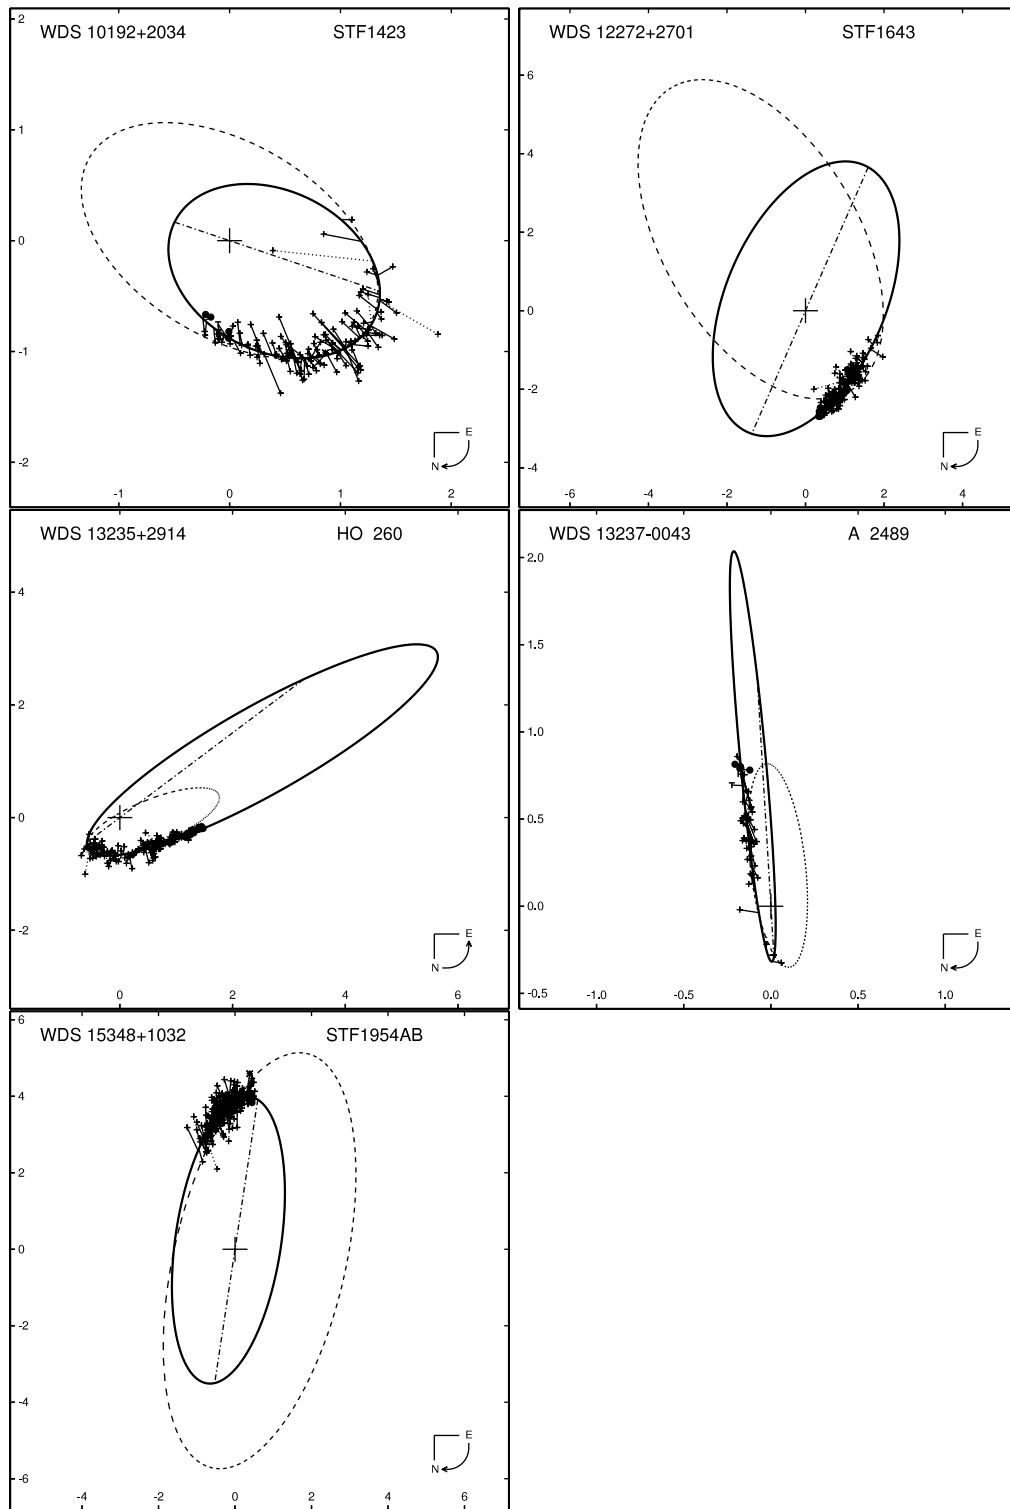 WDS 10192+2034 STF1423
2
1
0
-1
-2
-1 0 1 2
E
N
WDS 12272+2701 STF1643
6
4
2
0
-2
-4
-6 -4 -2 0 2 4
E
N
WDS 13235+2914 HO 260
4
2
0
-2
0 2 4 6
E
N
WDS 13237-0043 A 2489
2.0
1.5
1.0
0.5
0.0
-0.5
-1.0 -0.5 0.0 0.5 1.0
E
N
WDS 15348+1032 STF1954AB
6
4
2
0
-2
-4
-6
-4 -2 0 2 4 6
E
N